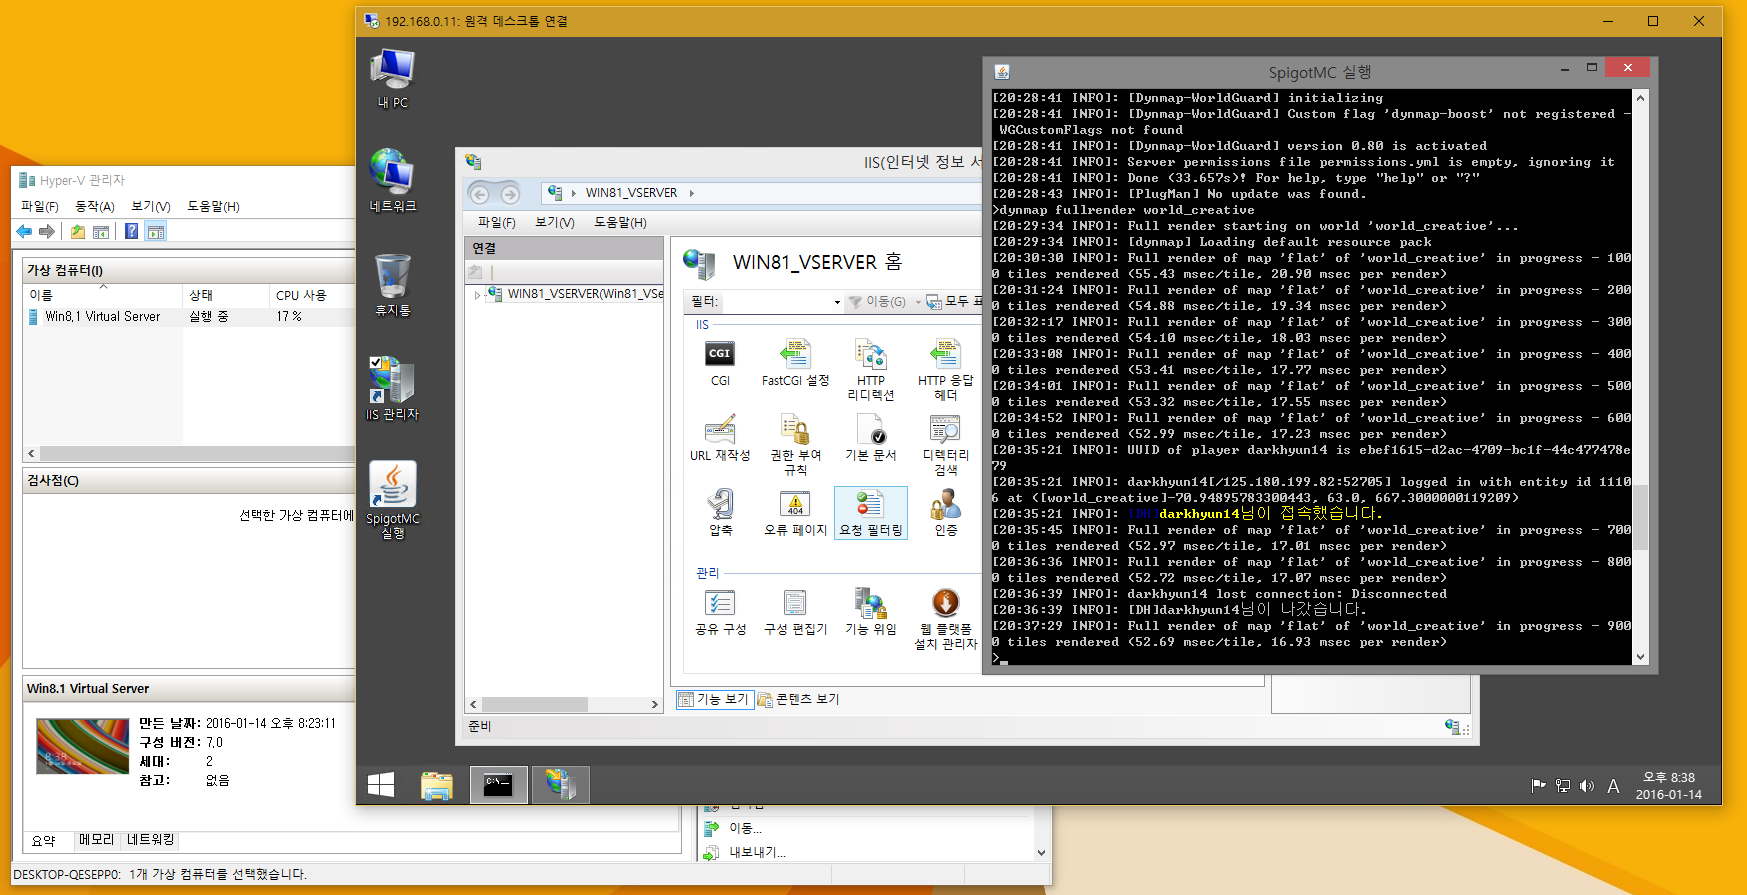 192.168.0.11: 원격 데스크톱 연결
내 PC
네트워크
휴지통
IIS 관리자
SpigotMC
실행
Hyper-V 관리자
파일(F) 동작(A) 보기(V) 도움말(H)
가상 컴퓨터(I)
이름 상태 CPU 사용
Win8.1 Virtual Server 실행 중 17 %
검사점(C)
선택한 가상 컴퓨터에
Win8.1 Virtual Server
만든 날짜: 2016-01-14 오후 8:23:11
구성 버전: 7.0
세대: 2
참고: 없음
8:38
요약 메모리 네트워킹
DESKTOP-QESEPP0: 1개 가상 컴퓨터를 선택했습니다.
이동...
내보내기...
IIS(인터넷 정보 서
WIN81_VSERVER
파일(F) 보기(V) 도움말(H)
연결
WIN81_VSERVER(Win81_VSe
WIN81_VSERVER 홈
필터: 이동(G) 모두 표
IIS
CGI
CGI FastCGI 설정 HTTP 리디렉션 HTTP 응답 헤더
URL 재작성 권한 부여 규칙 기본 문서 디렉터리 검색
404
압축 오류 페이지 요청 필터링 인증
관리
공유 구성 구성 편집기 기능 위임 웹 플랫폼 설치 관리자
기능 보기 콘텐츠 보기
준비
SpigotMC 실행
[20:28:41 INFO]: [Dynmap-WorldGuard] initializing
[20:28:41 INFO]: [Dynmap-WorldGuard] Custom flag 'dynmap-boost' not registered -
WGCustomFlags not found
[20:28:41 INFO]: [Dynmap-WorldGuard] version 0.80 is activated
[20:28:41 INFO]: Server permissions file permissions.yml is empty, ignoring it
[20:28:41 INFO]: Done (33.657s)! For help, type "help" or "?"
[20:28:43 INFO]: [PlugMan] No update was found.
>dynmap fullrender world_creative
[20:29:34 INFO]: Full render starting on world 'world_creative'...
[20:29:34 INFO]: [dynmap] Loading default resource pack
[20:30:30 INFO]: Full render of map 'flat' of 'world_creative' in progress - 100
0 tiles rendered (55.43 msec/tile, 20.90 msec per render)
[20:31:24 INFO]: Full render of map 'flat' of 'world_creative' in progress - 200
0 tiles rendered (54.88 msec/tile, 19.34 msec per render)
[20:32:17 INFO]: Full render of map 'flat' of 'world_creative' in progress - 300
0 tiles rendered (54.10 msec/tile, 18.03 msec per render)
[20:33:08 INFO]: Full render of map 'flat' of 'world_creative' in progress - 400
0 tiles rendered (53.41 msec/tile, 17.77 msec per render)
[20:34:01 INFO]: Full render of map 'flat' of 'world_creative' in progress - 500
0 tiles rendered (53.32 msec/tile, 17.55 msec per render)
[20:34:52 INFO]: Full render of map 'flat' of 'world_creative' in progress - 600
0 tiles rendered (52.99 msec/tile, 17.23 msec per render)
[20:35:21 INFO]: UUID of player darkhyun14 is ebef1615-d2ac-4709-bc1f-44c477478e
79
[20:35:21 INFO]: darkhyun14[/125.180.199.82:52705] logged in with entity id 1110
6 at ([world_creative]-70.94895783300443, 63.0, 667.3000000119209)
[20:35:21 INFO]: [DH]darkhyun14님이 접속했습니다.
[20:35:45 INFO]: Full render of map 'flat' of 'world_creative' in progress - 700
0 tiles rendered (52.97 msec/tile, 17.01 msec per render)
[20:36:36 INFO]: Full render of map 'flat' of 'world_creative' in progress - 800
0 tiles rendered (52.72 msec/tile, 17.07 msec per render)
[20:36:39 INFO]: darkhyun14 lost connection: Disconnected
[20:36:39 INFO]: [DH]darkhyun14님이 나갔습니다.
[20:37:29 INFO]: Full render of map 'flat' of 'world_creative' in progress - 900
0 tiles rendered (52.69 msec/tile, 16.93 msec per render)
>_
A 오후 8:38
2016-01-14